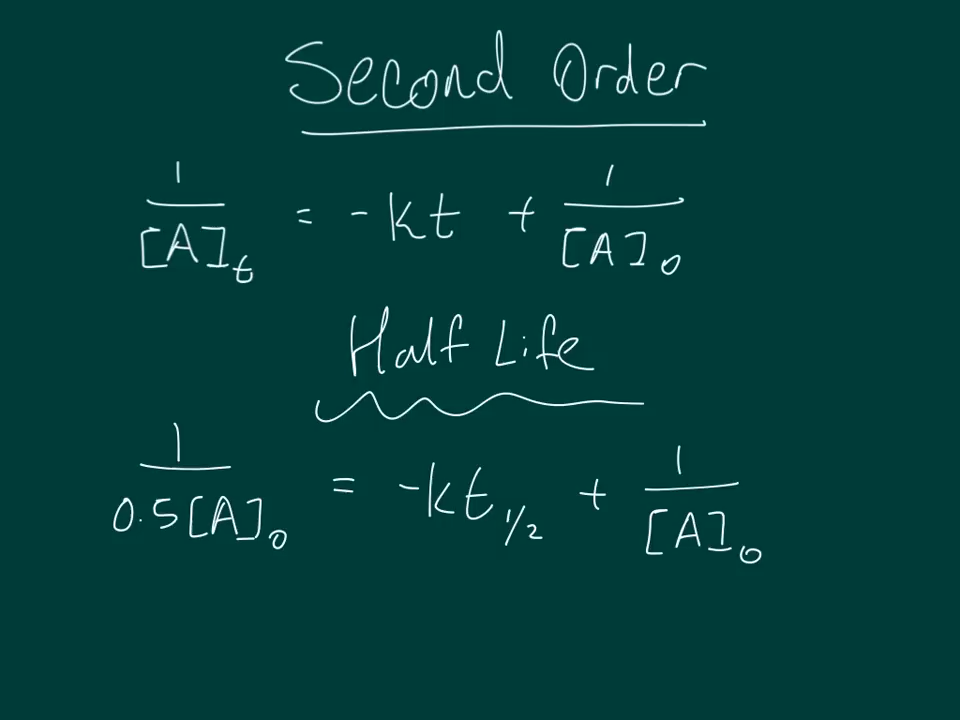 Second Order
1/[A]t = -kt + 1/[A]0
Half Life
1/0.5[A]0 = -kt1/2 + 1/[A]0